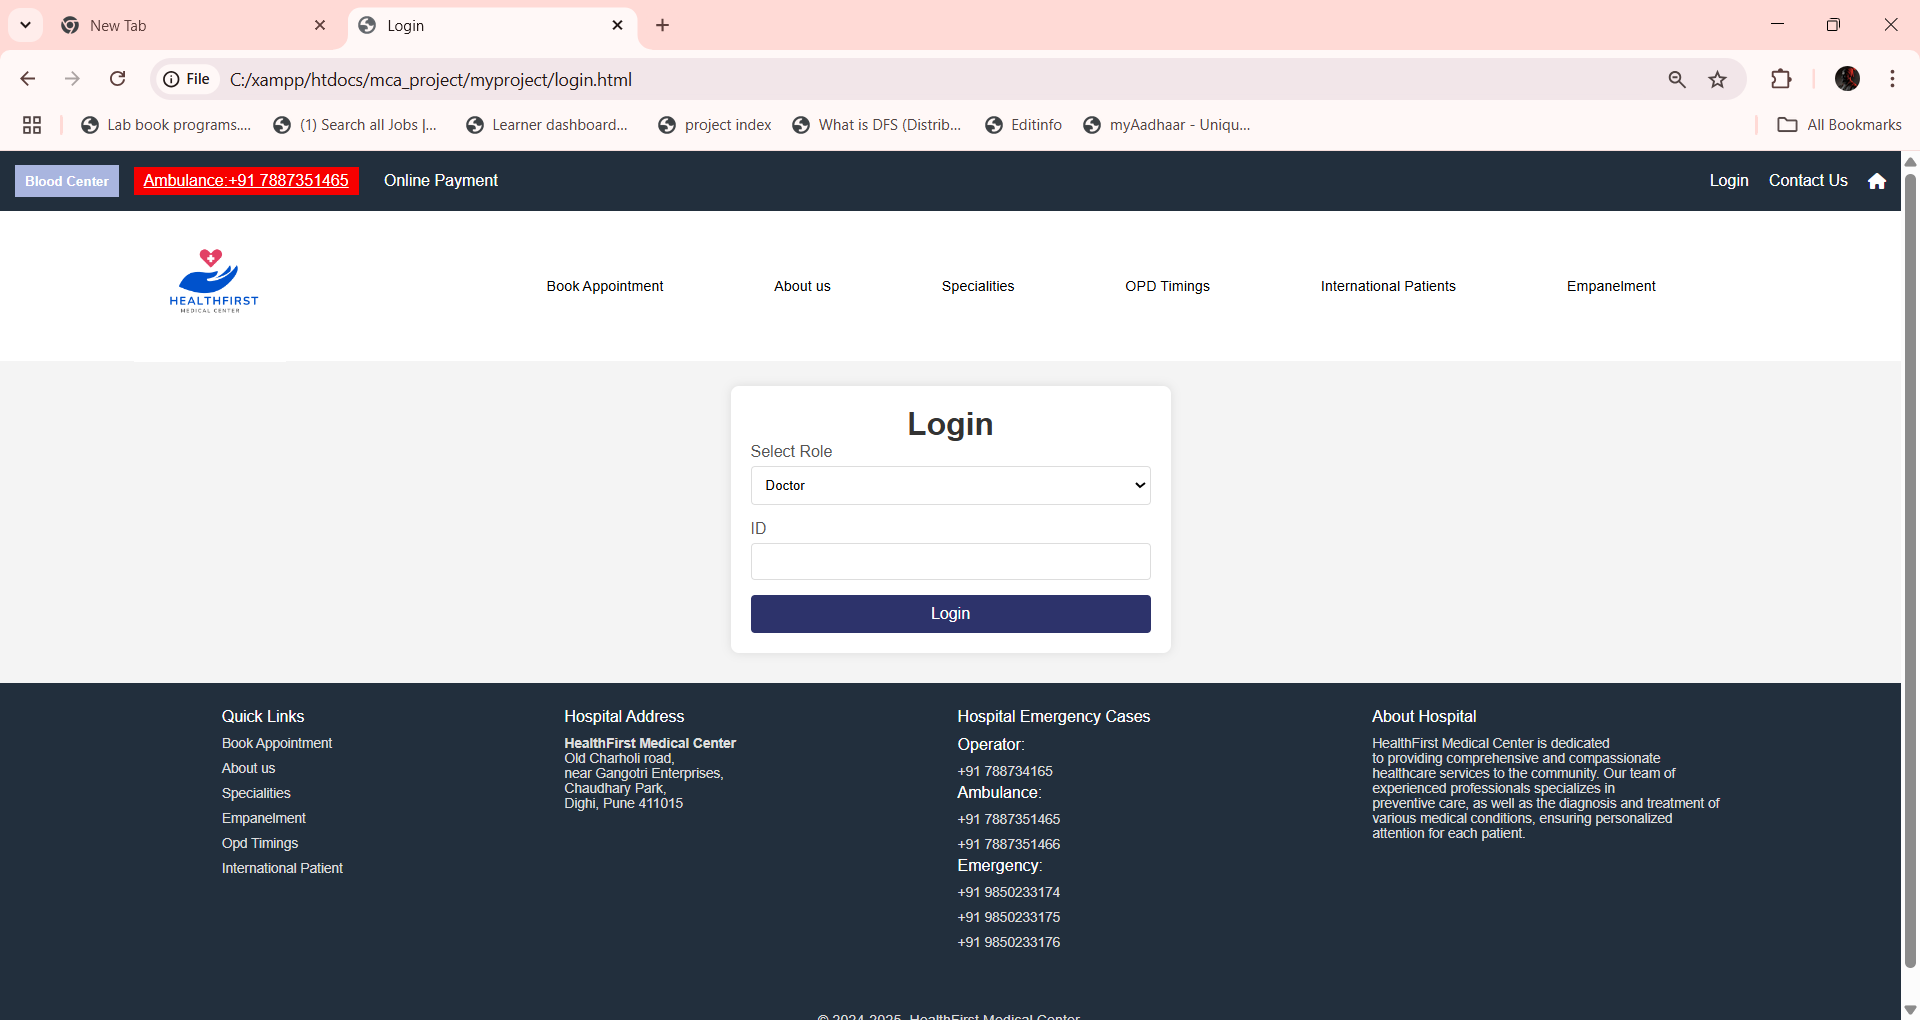 New Tab
Login
File
C:/xampp/htdocs/mca_project/myproject/login.html
Lab book programs....
(1) Search all Jobs |...
Learner dashboard...
project index
What is DFS (Distrib...
Editinfo
myAadhaar - Uniqu...
All Bookmarks
Blood Center
Ambulance:+91 7887351465
Online Payment
Login
Contact Us
HEALTHFIRST
MEDICAL CENTER
Book Appointment
About us
Specialities
OPD Timings
International Patients
Empanelment
Login
Select Role
Doctor
ID
Login
Quick Links
Book Appointment
About us
Specialities
Empanelment
Opd Timings
International Patient
Hospital Address
HealthFirst Medical Center
Old Charholi road,
near Gangotri Enterprises,
Chaudhary Park,
Dighi, Pune 411015
Hospital Emergency Cases
Operator:
+91 788734165
Ambulance:
+91 7887351465
+91 7887351466
Emergency:
+91 9850233174
+91 9850233175
+91 9850233176
About Hospital
HealthFirst Medical Center is dedicated
to providing comprehensive and compassionate
healthcare services to the community. Our team of
experienced professionals specializes in
preventive care, as well as the diagnosis and treatment of
various medical conditions, ensuring personalized
attention for each patient.
© 2024-2025, HealthFirst Medical Center